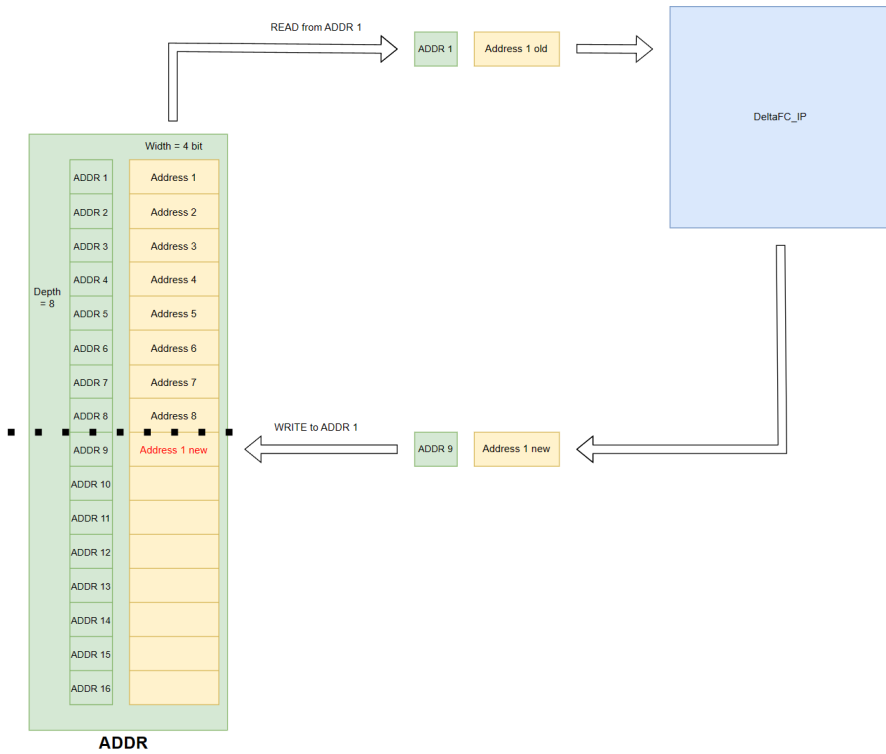 READ from ADDR 1
ADDR 1
Address 1 old
DeltaFC_IP
Width = 4 bit
ADDR 1
Address 1
ADDR 2
Address 2
ADDR 3
Address 3
ADDR 4
Address 4
Depth
= 8
ADDR 5
Address 5
ADDR 6
Address 6
ADDR 7
Address 7
ADDR 8
Address 8
WRITE to ADDR 1
ADDR 9
Address 1 new
ADDR 9
Address 1 new
ADDR 10
ADDR 11
ADDR 12
ADDR 13
ADDR 14
ADDR 15
ADDR 16
ADDR